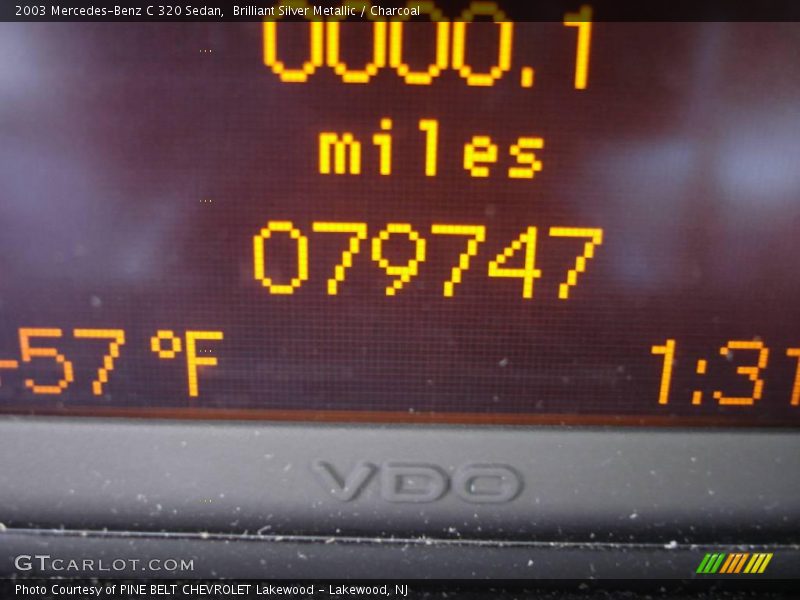 2003 Mercedes-Benz C 320 Sedan, Brilliant Silver Metallic / Charcoal
0000.1
miles
079747
-57 °F 1:31
VDO
GTCARLOT.COM
Photo Courtesy of PINE BELT CHEVROLET Lakewood - Lakewood, NJ